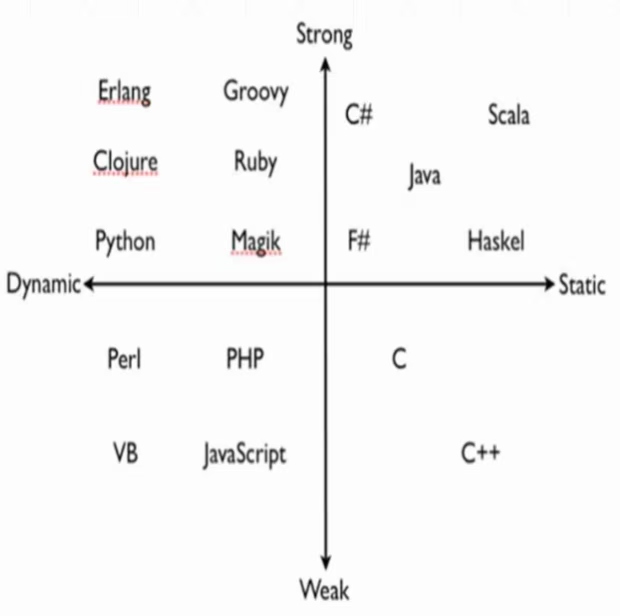 Strong
Erlang Groovy C# Scala
Clojure Ruby Java
Python Magik F# Haskel
Dynamic Static
Perl PHP C
VB JavaScript C++
Weak